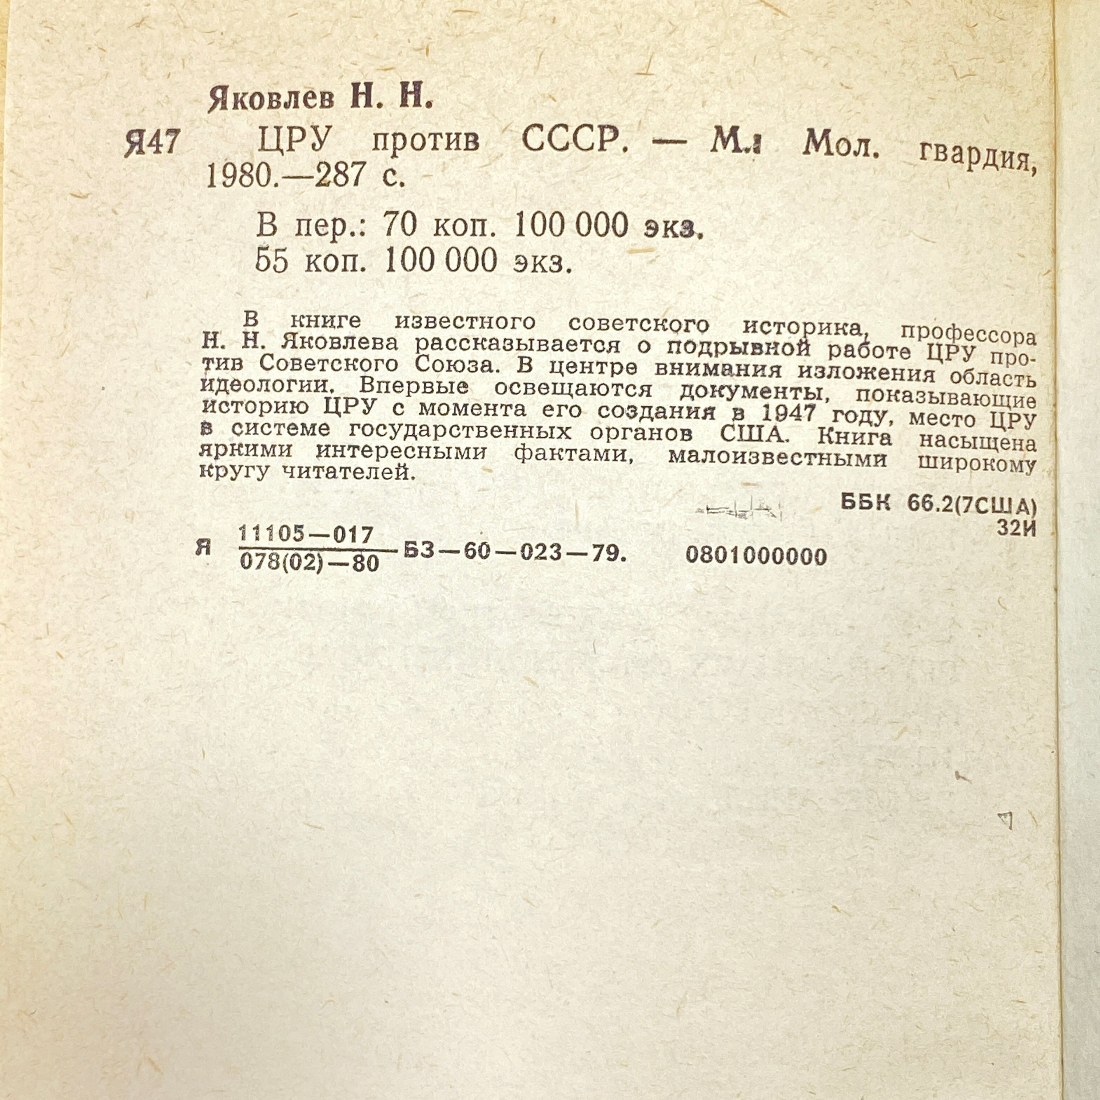 Яковлев Н. Н.
Я47 ЦРУ против СССР. — М.: Мол. гвардия,
1980.—287 с.
В пер.: 70 коп. 100 000 экз.
55 коп. 100 000 экз.
В книге известного советского историка, профессора
Н. Н. Яковлева рассказывается о подрывной работе ЦРУ про-
тив Советского Союза. В центре внимания изложения область
идеологии. Впервые освещаются документы, показывающие
историю ЦРУ с момента его создания в 1947 году, место ЦРУ
в системе государственных органов США. Книга насыщена
яркими интересными фактами, малоизвестными широкому
кругу читателей.
ББК 66.2(7США)
32И
Я 11105—017
078(02)—80 —БЗ—60—023—79. 0801000000